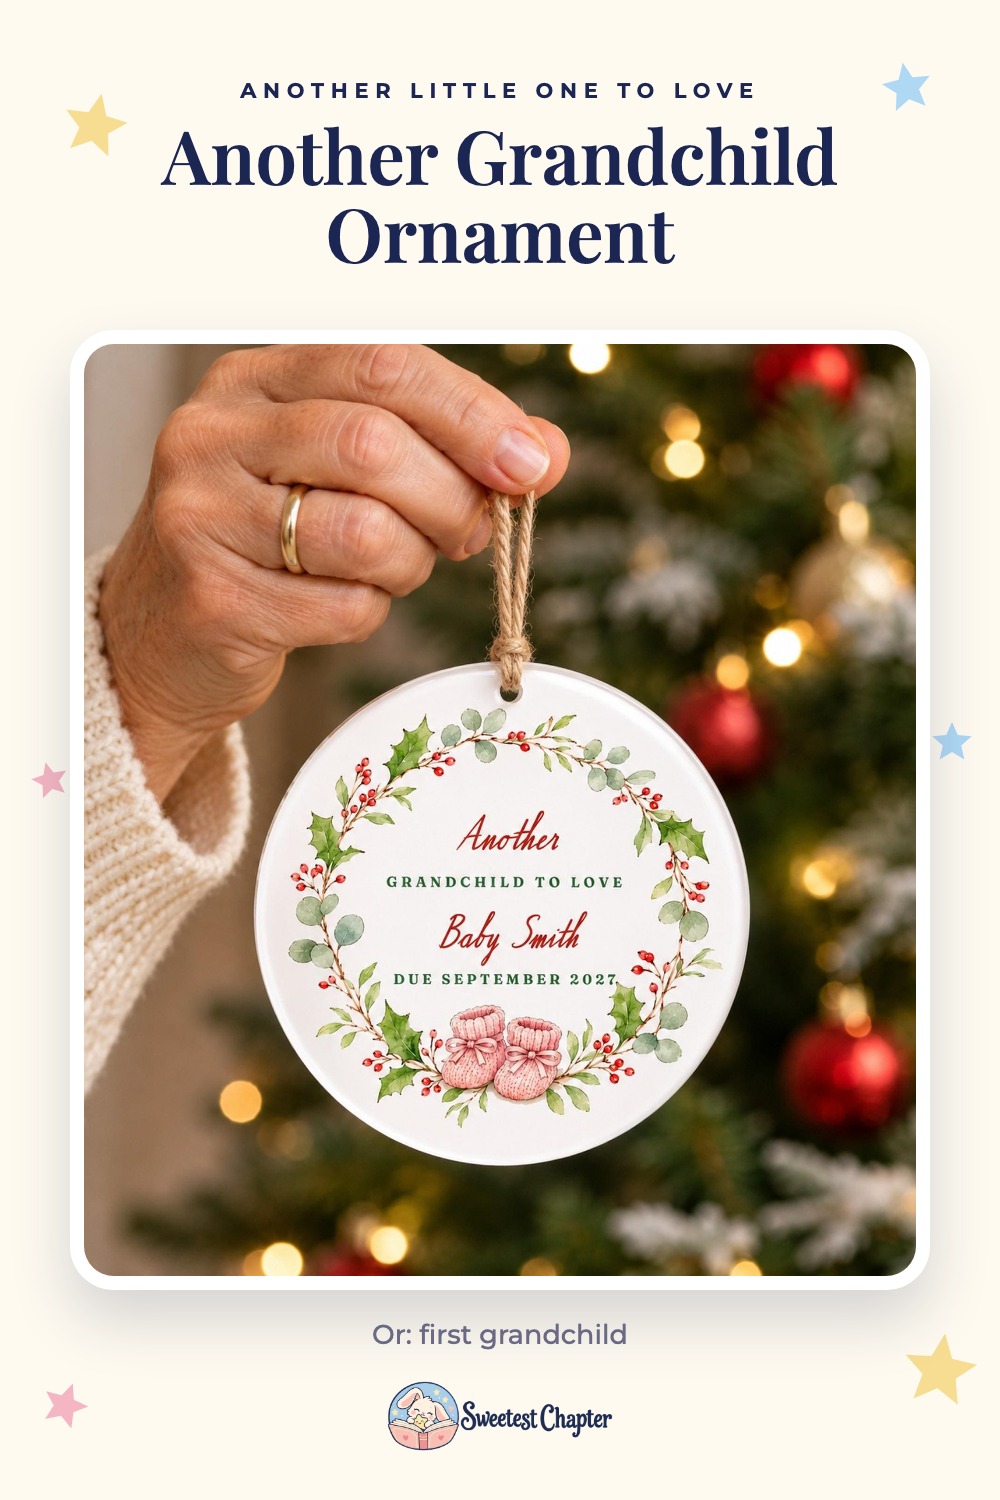 ANOTHER LITTLE ONE TO LOVE
Another Grandchild
Ornament
Another
GRANDCHILD TO LOVE
Baby Smith
DUE SEPTEMBER 2027
Or: first grandchild
Sweetest Chapter